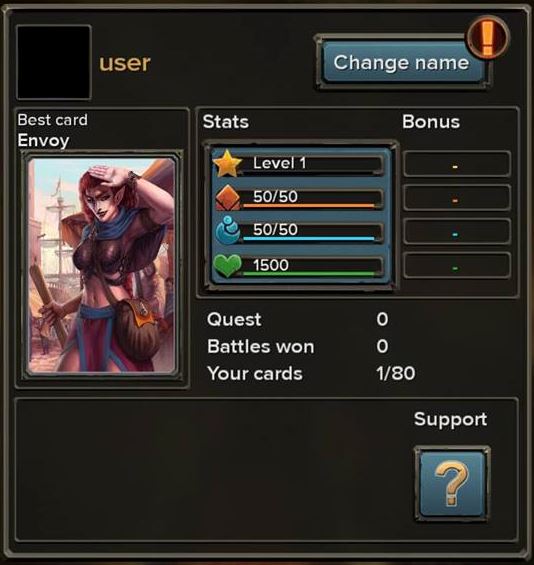 user
Change name
Best card
Envoy
Stats
Bonus
Level 1
-
50/50
-
50/50
-
1500
-
Quest 0
Battles won 0
Your cards 1/80
Support
?